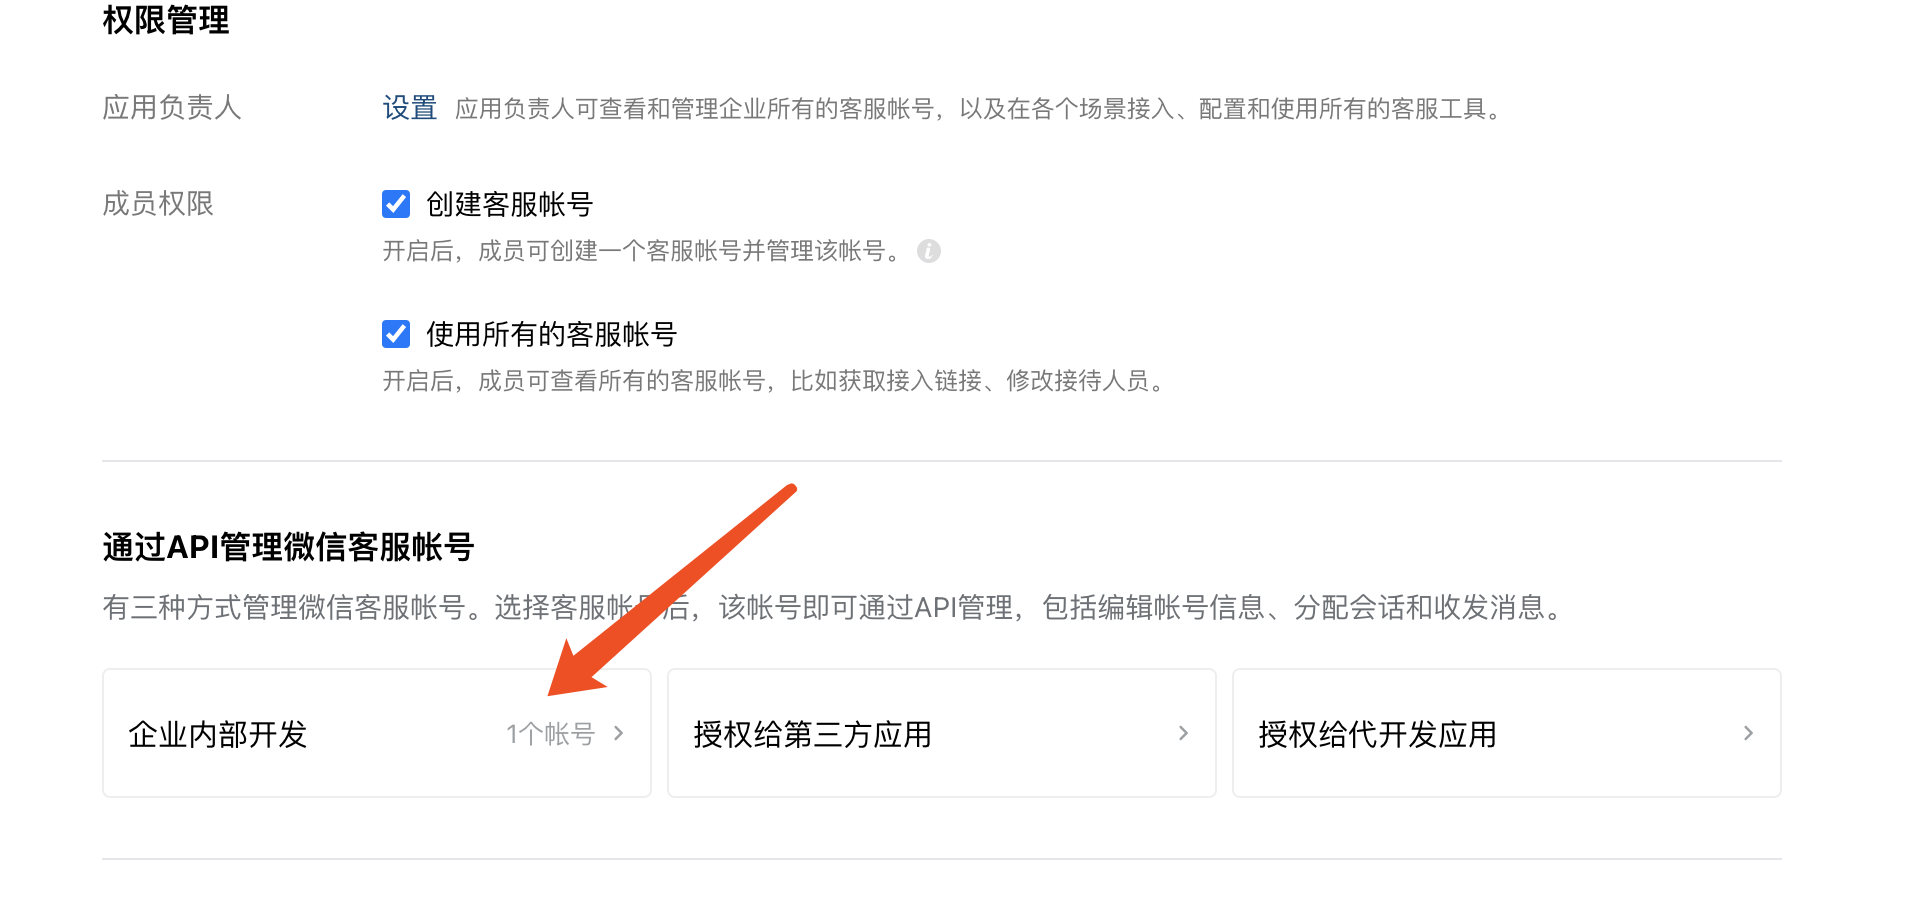 权限管理
应用负责人
设置 应用负责人可查看和管理企业所有的客服帐号，以及在各个场景接入、配置和使用所有的客服工具。
成员权限
创建客服帐号
开启后，成员可创建一个客服帐号并管理该帐号。
使用所有的客服帐号
开启后，成员可查看所有的客服帐号，比如获取接入链接、修改接待人员。
通过API管理微信客服帐号
有三种方式管理微信客服帐号。选择客服帐号后，该帐号即可通过API管理，包括编辑帐号信息、分配会话和收发消息。
企业内部开发 1个帐号
授权给第三方应用
授权给代开发应用